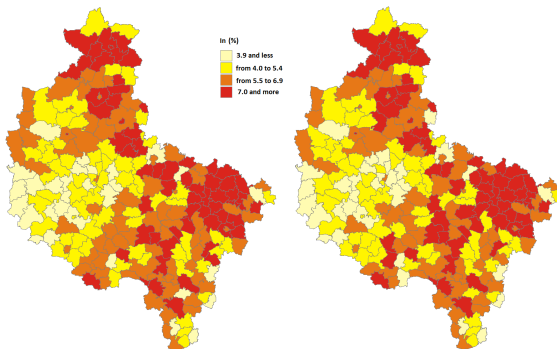 In (%)
3.9 and less
from 4.0 to 5.4
from 5.5 to 6.9
7.0 and more